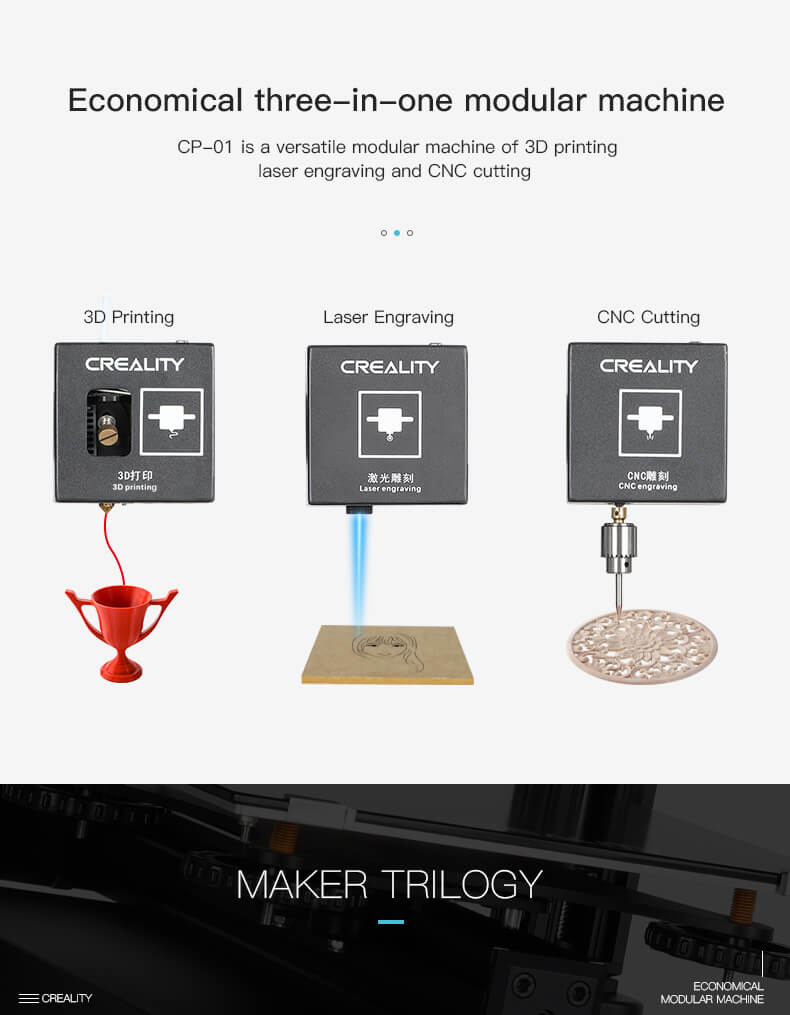 Economical three-in-one modular machine
CP-01 is a versatile modular machine of 3D printing
laser engraving and CNC cutting
3D Printing
Laser Engraving
CNC Cutting
CREALITY
3D打印
3D printing
CREALITY
激光雕刻
Laser engraving
CREALITY
CNC雕刻
CNC engraving
MAKER TRILOGY
CREALITY
ECONOMICAL
MODULAR MACHINE